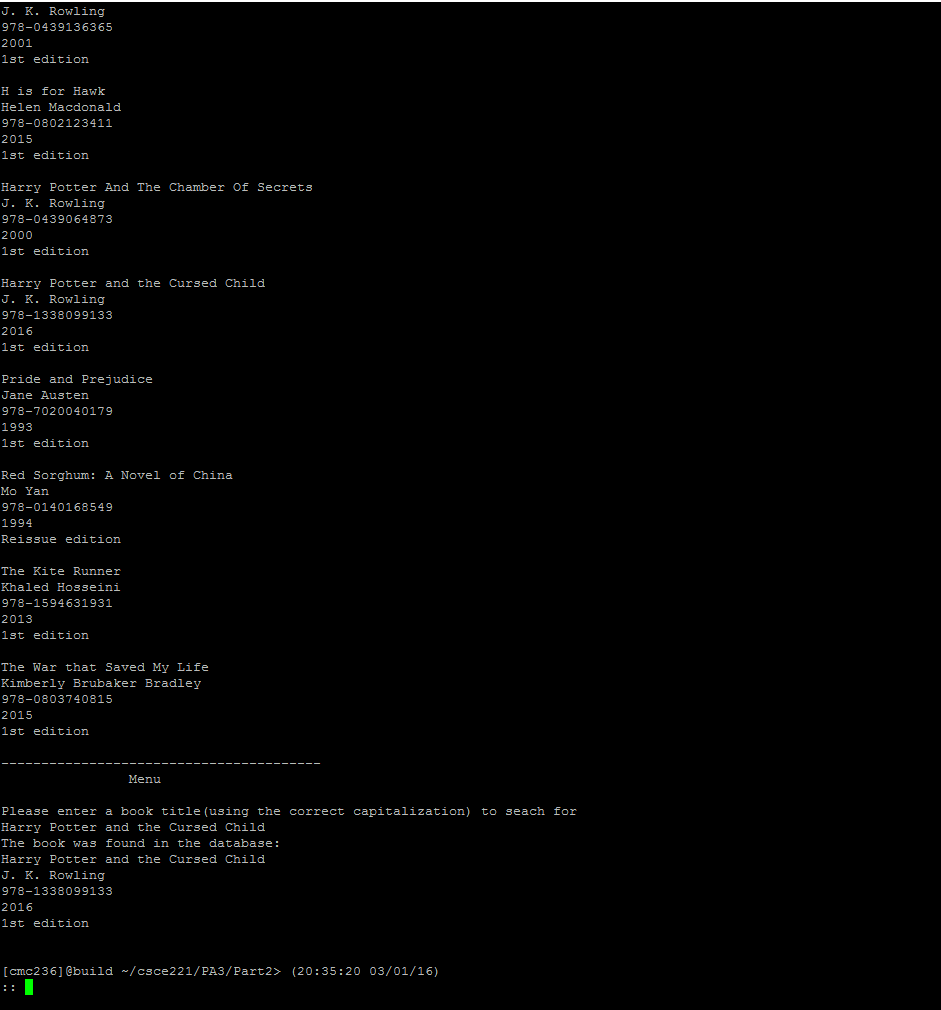 J. K. Rowling
978-0439136365
2001
1st edition
H is for Hawk
Helen Macdonald
978-0802123411
2015
1st edition
Harry Potter And The Chamber Of Secrets
J. K. Rowling
978-0439064873
2000
1st edition
Harry Potter and the Cursed Child
J. K. Rowling
978-1338099133
2016
1st edition
Pride and Prejudice
Jane Austen
978-7020040179
1993
1st edition
Red Sorghum: A Novel of China
Mo Yan
978-0140168549
1994
Reissue edition
The Kite Runner
Khaled Hosseini
978-1594631931
2013
1st edition
The War that Saved My Life
Kimberly Brubaker Bradley
978-0803740815
2015
1st edition
----------------------------------------
Menu
Please enter a book title(using the correct capitalization) to seach for
Harry Potter and the Cursed Child
The book was found in the database:
Harry Potter and the Cursed Child
J. K. Rowling
978-1338099133
2016
1st edition
[cmc236]@build ~/csce221/PA3/Part2> (20:35:20 03/01/16)
::